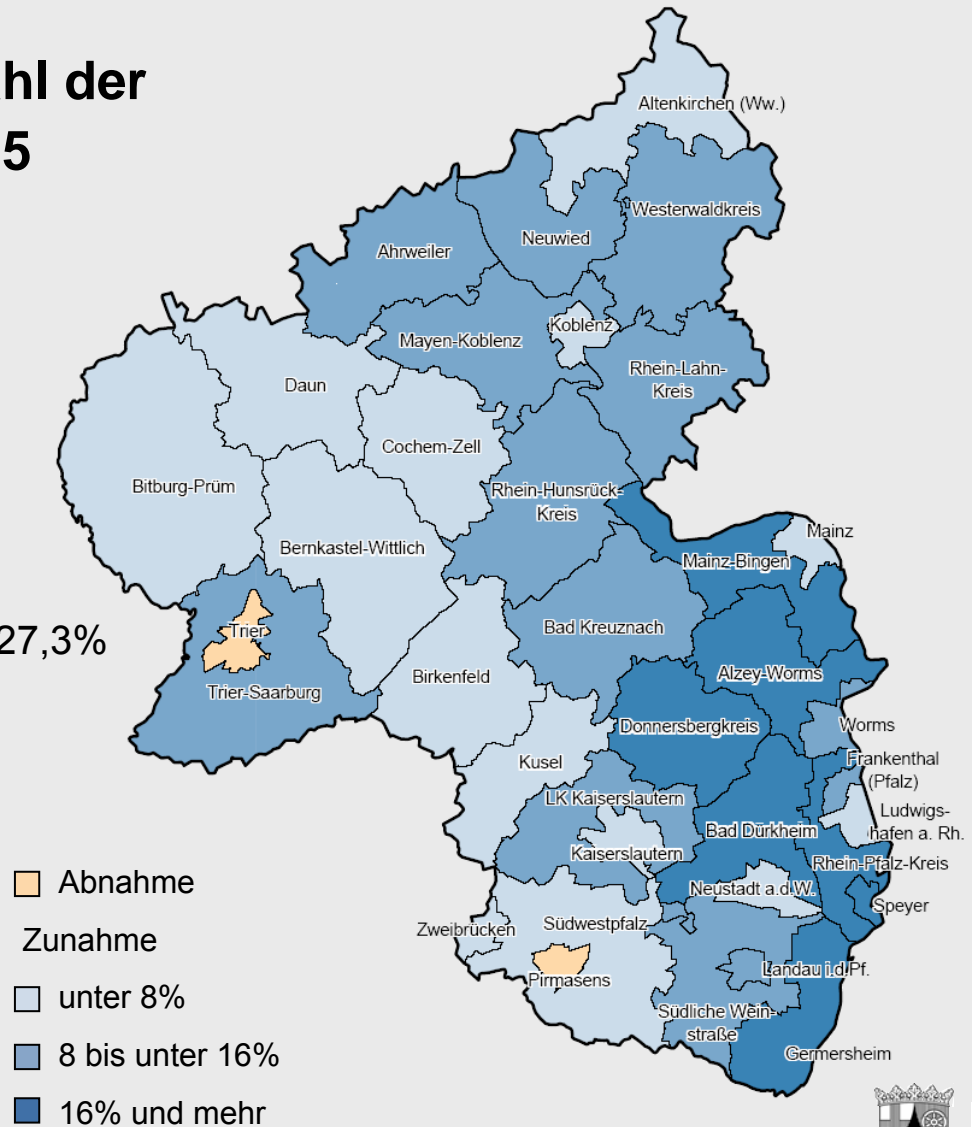 hl der
5
Altenkirchen (Ww.)
Westerwaldkreis
Neuwied
Ahrweiler
Koblenz
Mayen-Koblenz
Rhein-Lahn-
Kreis
Daun
Cochem-Zell
Bitburg-Prüm
Rhein-Hunsrück-
Kreis
Mainz
Bernkastel-Wittlich
Mainz-Bingen
Bad Kreuznach
Trier
27,3%
Birkenfeld
Alzey-Worms
Trier-Saarburg
Donnersbergkreis
Worms
Kusel
Frankenthal
(Pfalz)
LK Kaiserslautern
Ludwigs-
hafen a. Rh.
Bad Dürkheim
Kaiserslautern
Rhein-Pfalz-Kreis
Neustadt a.d.W.
Speyer
Zweibrücken
Südwestpfalz
Landau i.d.Pf.
Pirmasens
Südliche Wein-
straße
Germersheim
Abnahme
Zunahme
unter 8%
8 bis unter 16%
16% und mehr